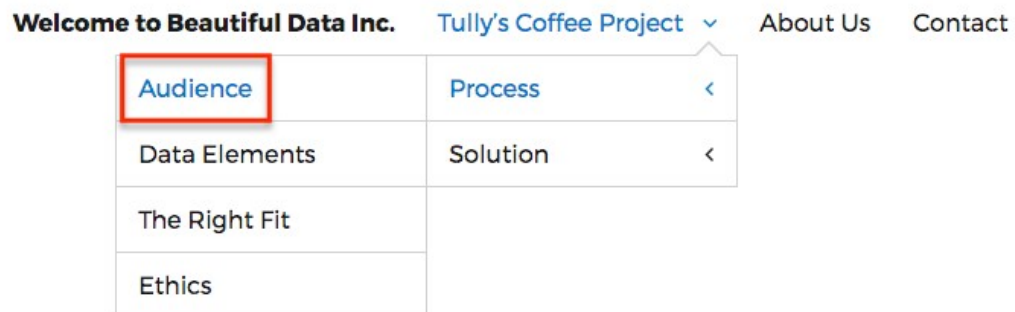 Welcome to Beautiful Data Inc. Tully's Coffee Project About Us Contact
Audience Process
Data Elements Solution
The Right Fit
Ethics